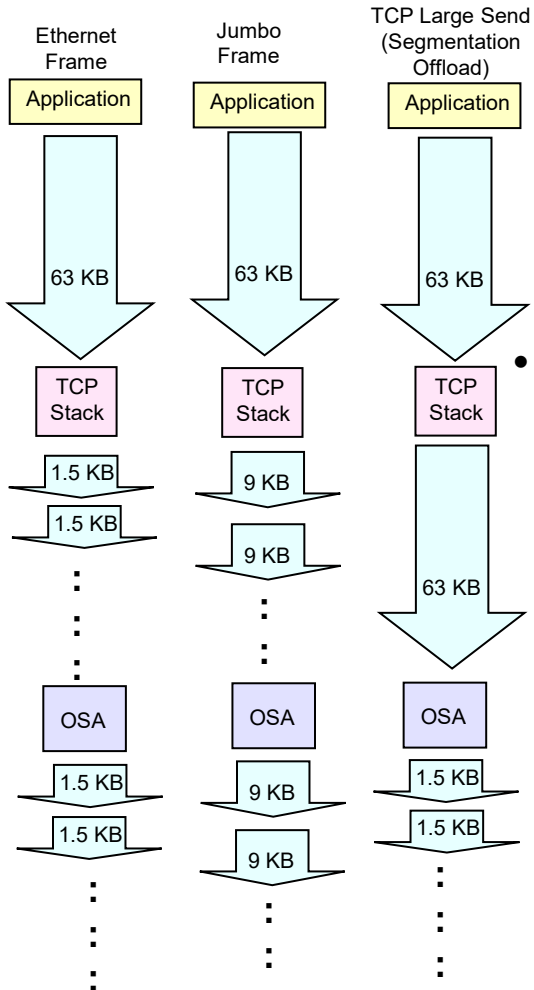 Ethernet
Frame
Application
63 KB
TCP
Stack
1.5 KB
1.5 KB
OSA
1.5 KB
1.5 KB
Jumbo
Frame
Application
63 KB
TCP
Stack
9 KB
9 KB
OSA
9 KB
9 KB
TCP Large Send
(Segmentation
Offload)
Application
63 KB
TCP
Stack
63 KB
OSA
1.5 KB
1.5 KB